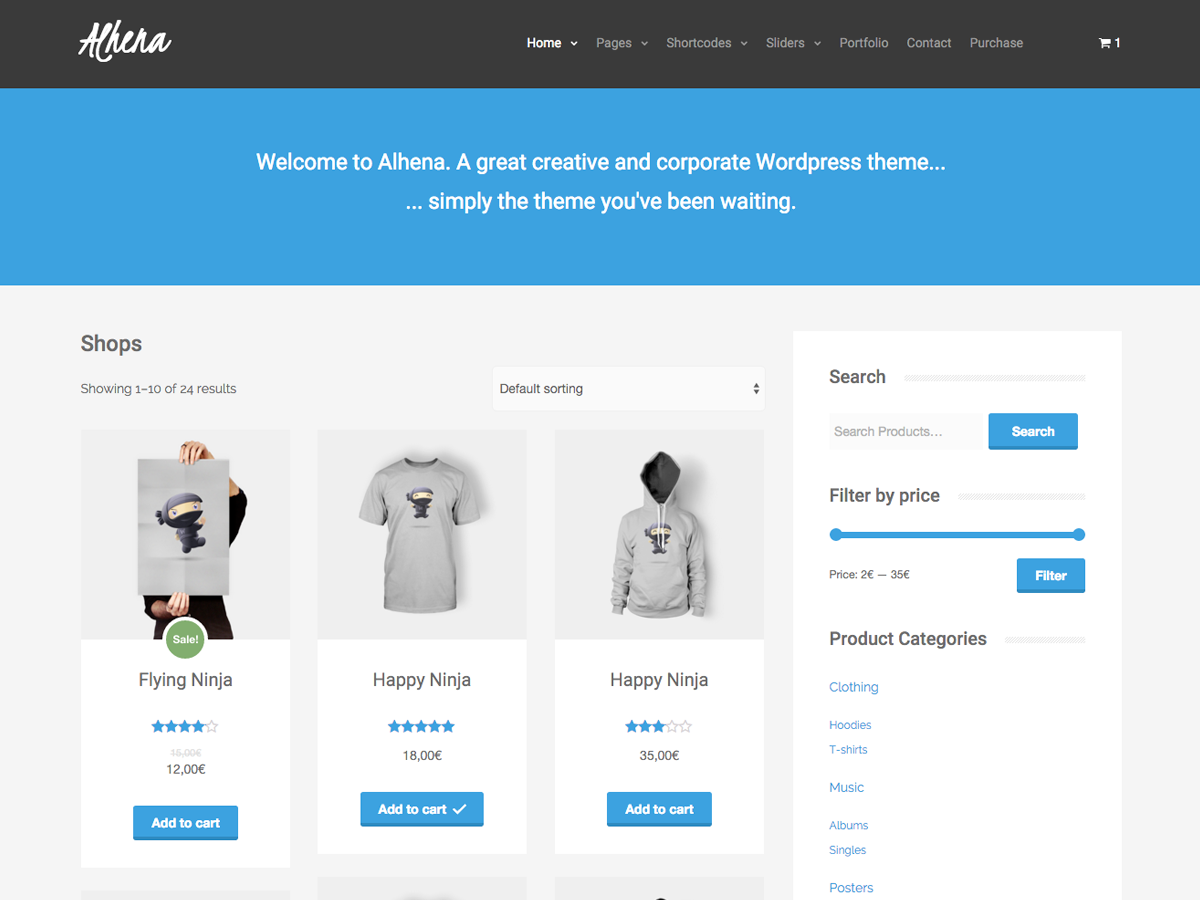 Alhena
Home Pages Shortcodes Sliders Portfolio Contact Purchase 1
Welcome to Alhena. A great creative and corporate Wordpress theme...
... simply the theme you've been waiting.
Shops
Showing 1–10 of 24 results
Default sorting
Sale!
Flying Ninja
15,00€
12,00€
Add to cart
Happy Ninja
18,00€
Add to cart
Happy Ninja
35,00€
Add to cart
Search
Search Products…
Search
Filter by price
Price: 2€ — 35€
Filter
Product Categories
Clothing
Hoodies
T-shirts
Music
Albums
Singles
Posters